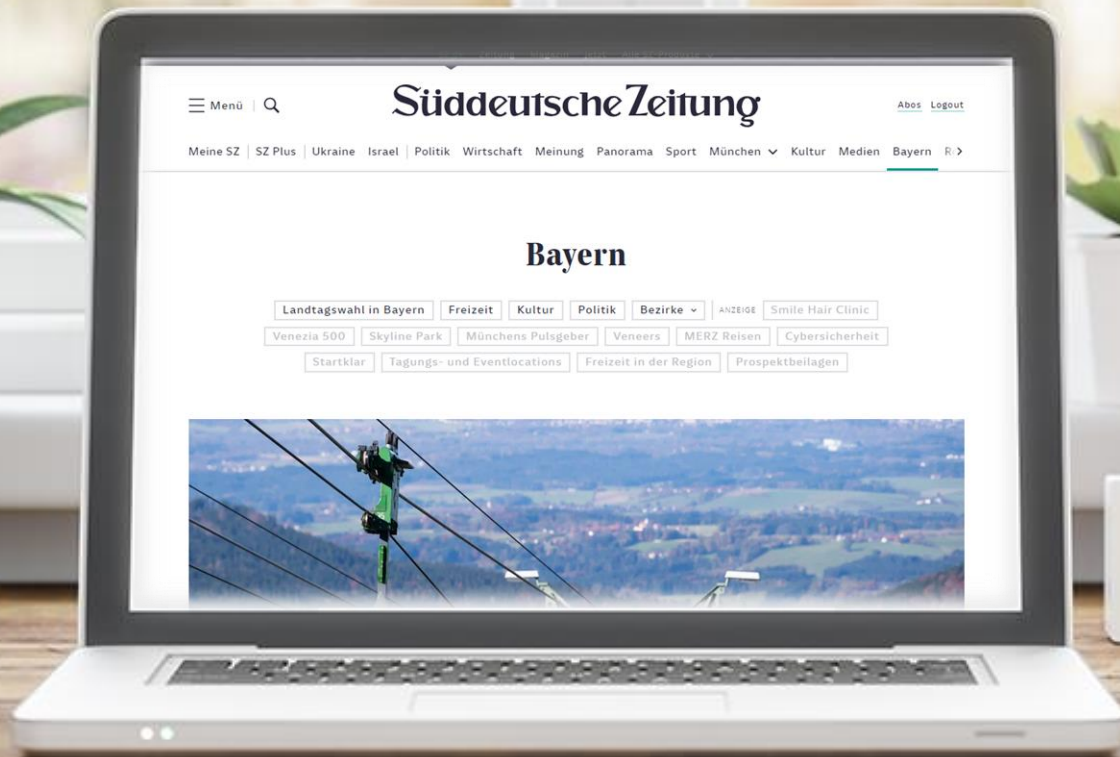 Menü
Süddeutsche Zeitung
Abos Logout
Meine SZ SZ Plus Ukraine Israel Politik Wirtschaft Meinung Panorama Sport München Kultur Medien Bayern
Bayern
Landtagswahl in Bayern Freizeit Kultur Politik Bezirke ANZEIGE Smile Hair Clinic
Venezia 500 Skyline Park Münchens Pulsgeber Veneers MERZ Reisen Cybersicherheit
Startklar Tagungs- und Eventlocations Freizeit in der Region Prospektbeilagen